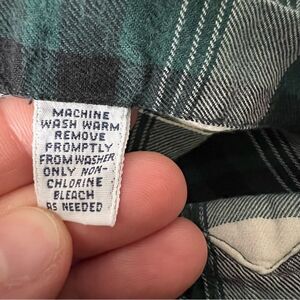 MACHINE
WASH WARM
REMOVE
PROMPTLY
FROM WASHER
ONLY NON-
CHLORINE
BLEACH
AS NEEDED